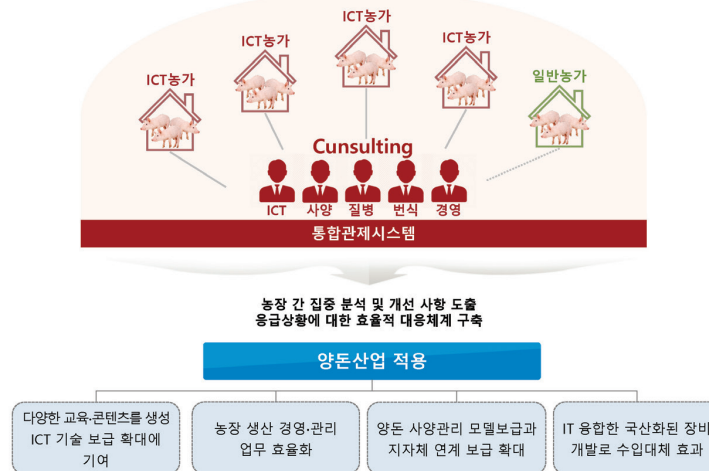 ICT농가
ICT농가
ICT농가
ICT농가
일반농가
Cunsulting
ICT 사양 질병 번식 경영
통합관제시스템
농장 간 집중 분석 및 개선 사항 도출
응급상황에 대한 효율적 대응체계 구축
양돈산업 적용
다양한 교육·콘텐츠를 생성
ICT 기술 보급 확대에
기여
농장 생산 경영·관리
업무 효율화
양돈 사양관리 모델보급과
지자체 연계 보급 확대
IT 융합한 국산화된 장비
개발로 수입대체 효과